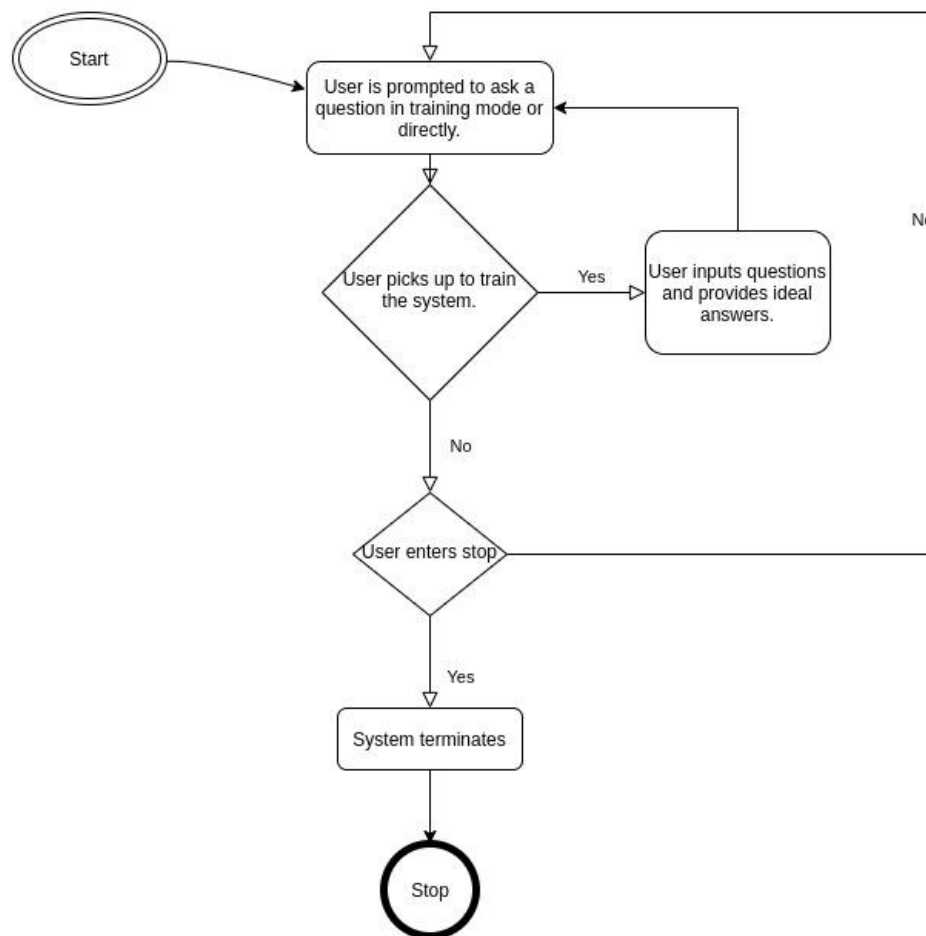 Start
User is prompted to ask a
question in training mode or
directly.
User picks up to train
the system.
Yes
User inputs questions
and provides ideal
answers.
No
User enters stop
Yes
System terminates
Stop